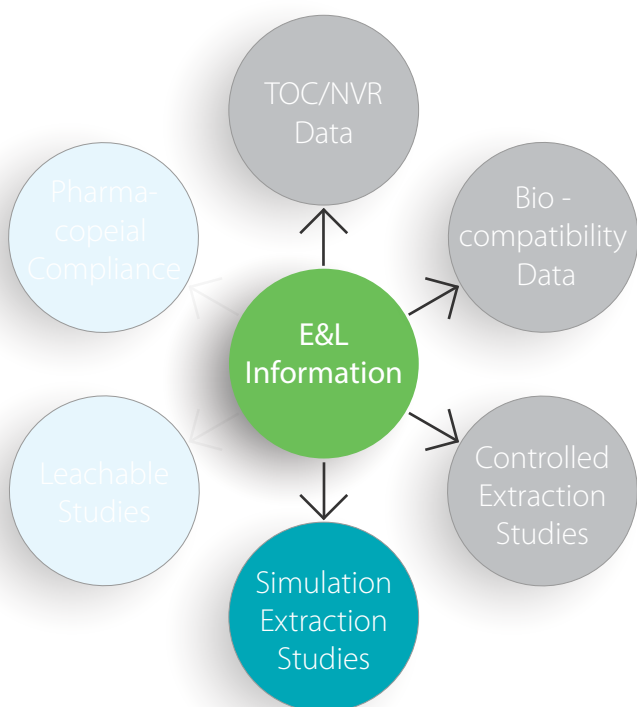 TOC/NVR
Data
Pharma-
copeial
Compliance
Bio -
compatibility
Data
E&L
Information
Leachable
Studies
Controlled
Extraction
Studies
Simulation
Extraction
Studies